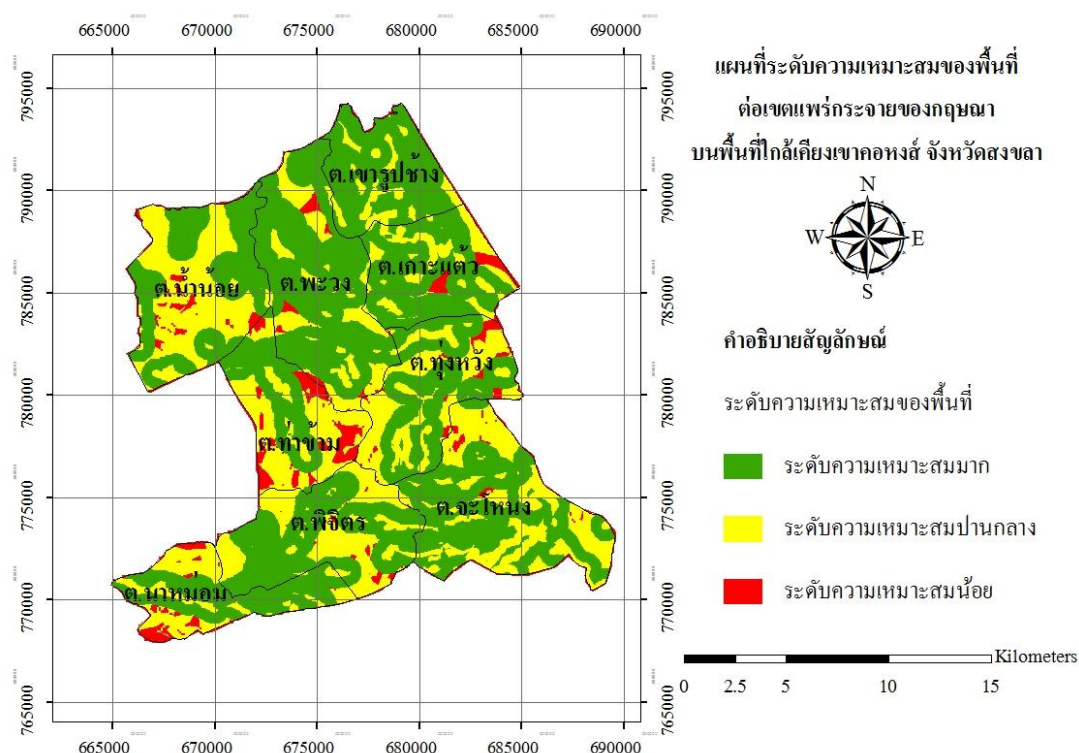 665000 670000 675000 680000 685000 690000
แผนที่ระดับความเหมาะสมของพื้นที่
ต่อเขตแพร่กระจายของกฤษณา
บนพื้นที่ใกล้เคียงเขาคอหงส์ จังหวัดสงขลา
N
W E
S
795000 795000
790000 790000
785000 785000
780000 780000
775000 775000
770000 770000
765000 765000
ต.เขารูปช้าง
ต.เกาะแต้ว
ต.พะวง
ต.น้ำน้อย
ต.ทุ่งหวัง
ต.ท่าข้าม
ต.จะโหนง
ต.พิจิตร
ต.นาหม่อม
คำอธิบายสัญลักษณ์
ระดับความเหมาะสมของพื้นที่
ระดับความเหมาะสมมาก
ระดับความเหมาะสมปานกลาง
ระดับความเหมาะสมน้อย
Kilometers
0 2.5 5 10 15
665000 670000 675000 680000 685000 690000